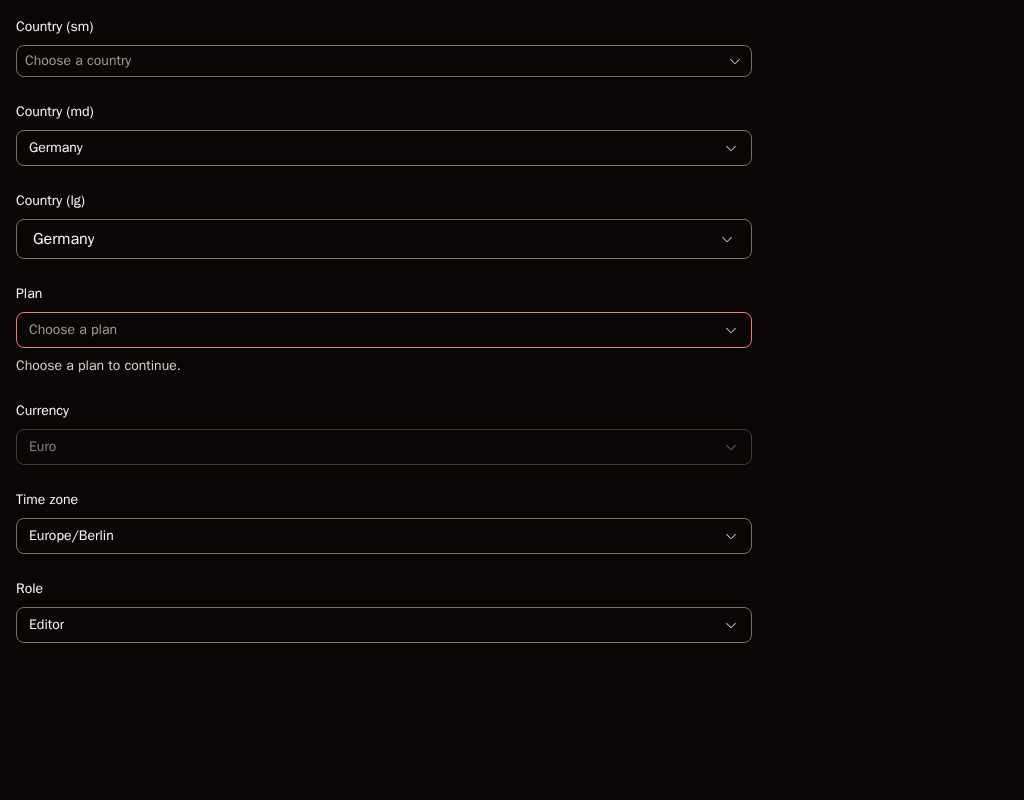 Country (sm)
Choose a country
Country (md)
Germany
Country (lg)
Germany
Plan
Choose a plan
Choose a plan to continue.
Currency
Euro
Time zone
Europe/Berlin
Role
Editor